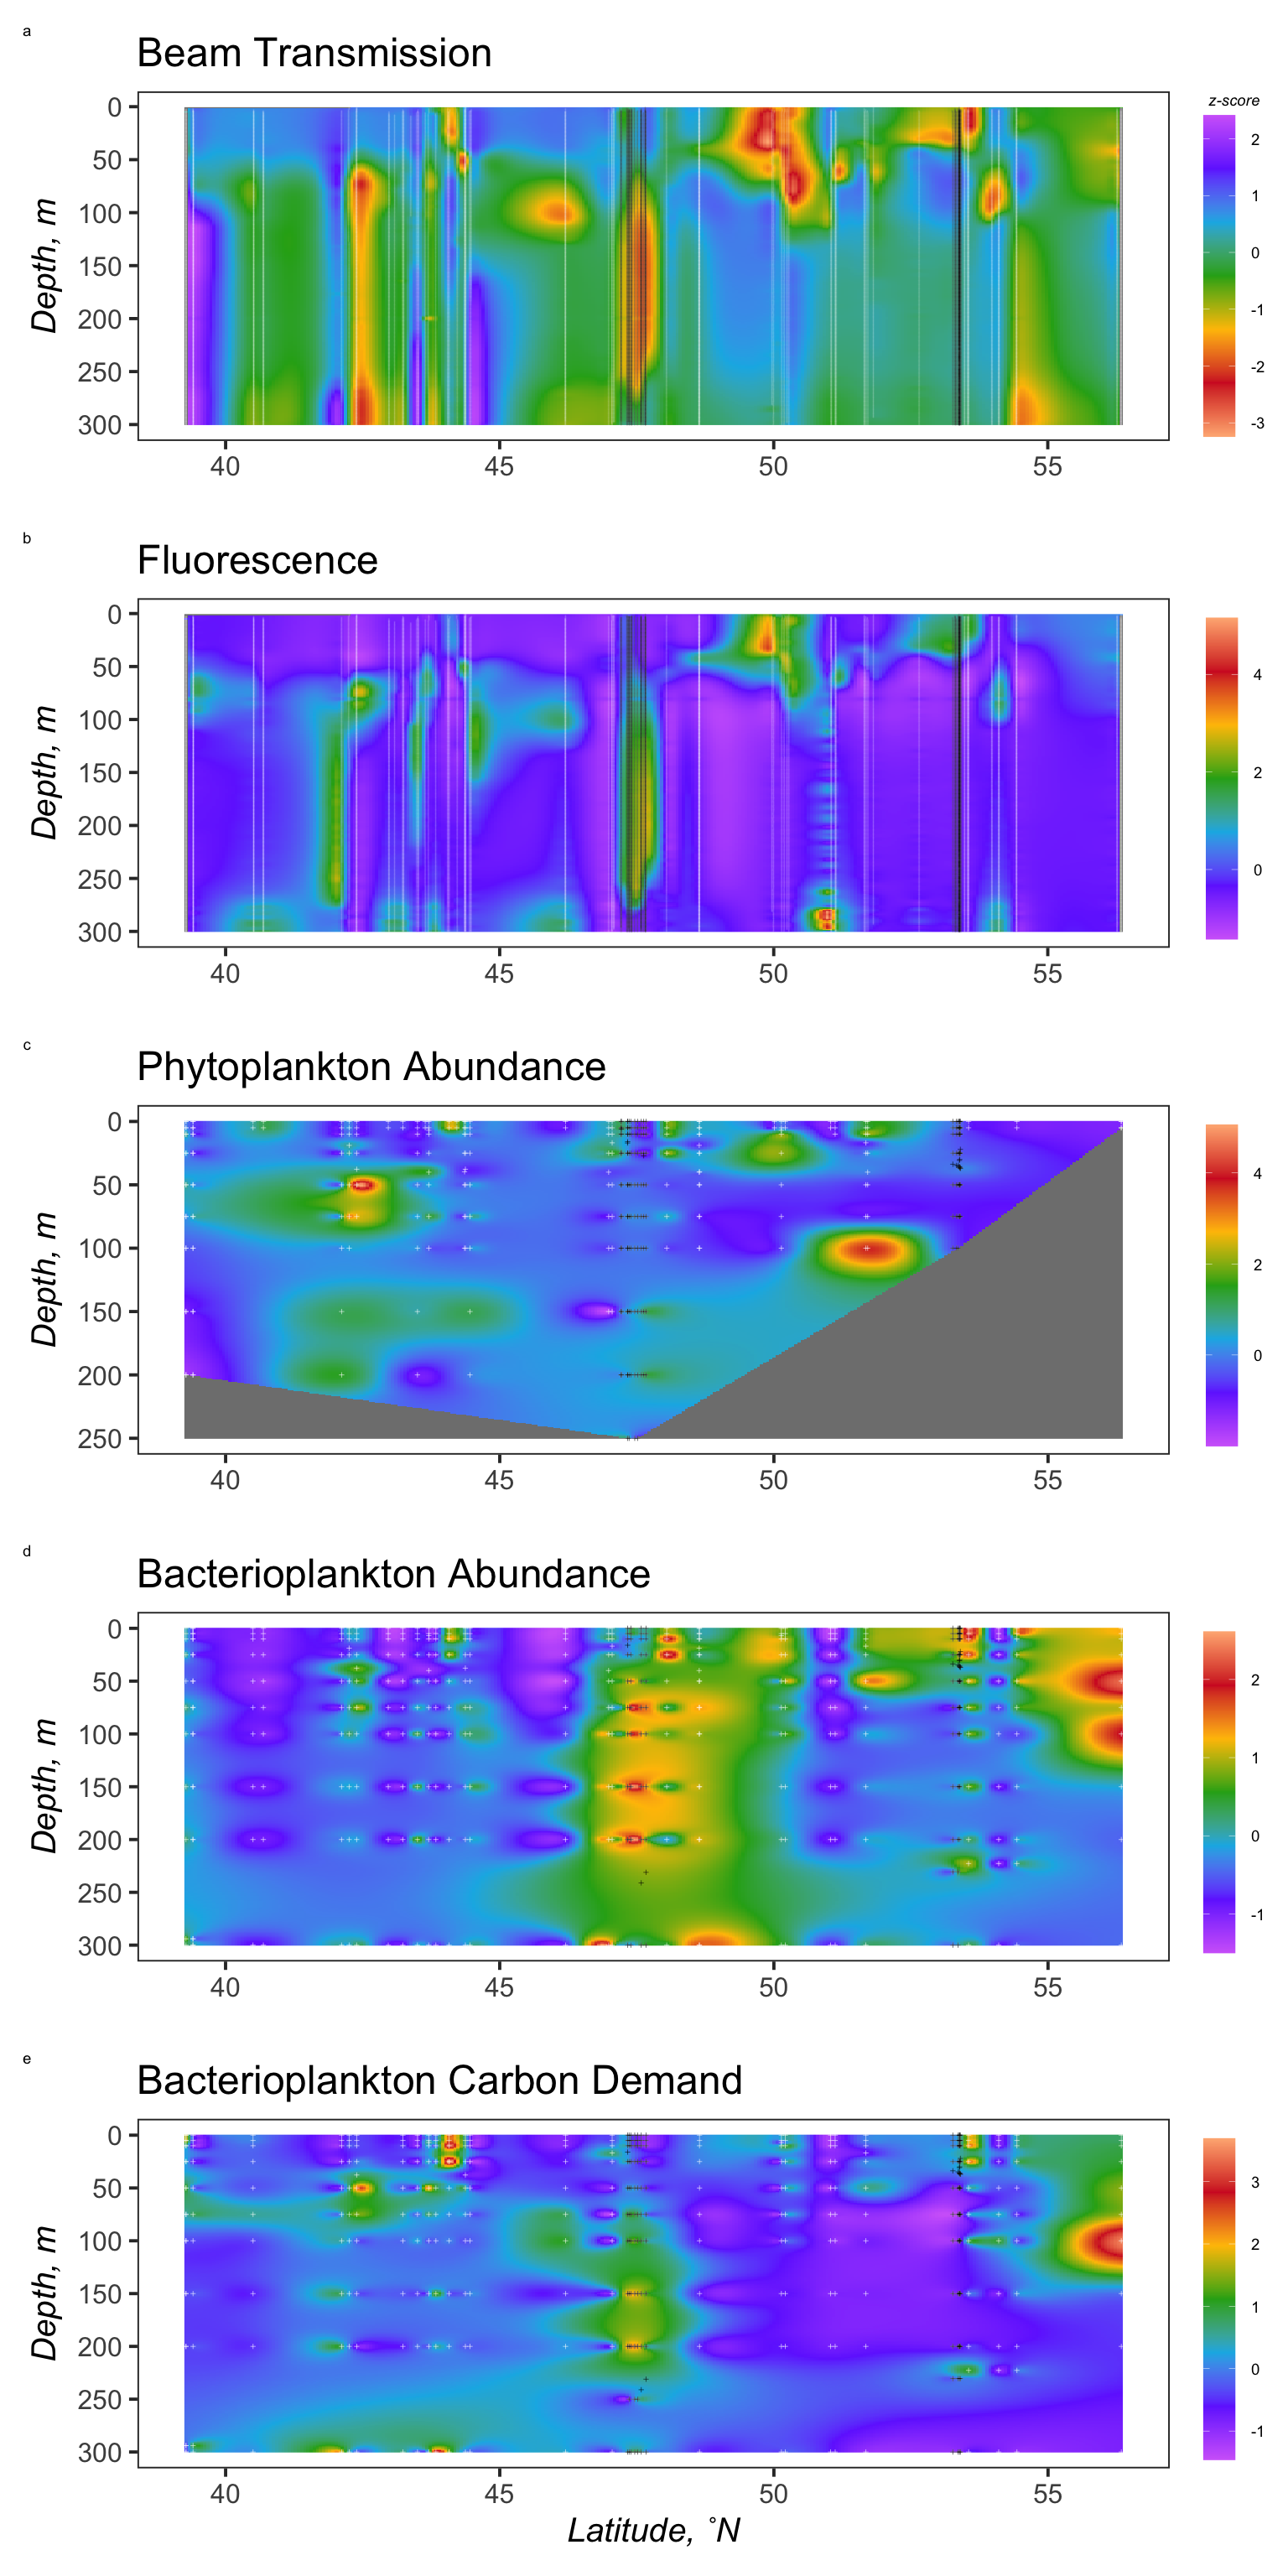 a
Beam Transmission
z-score
0
50
100
150
200
250
300
Depth, m
40 45 50 55
2
1
0
-1
-2
-3
b
Fluorescence
0
50
100
150
200
250
300
Depth, m
40 45 50 55
4
2
0
c
Phytoplankton Abundance
0
50
100
150
200
250
Depth, m
40 45 50 55
4
2
0
d
Bacterioplankton Abundance
0
50
100
150
200
250
300
Depth, m
40 45 50 55
2
1
0
-1
e
Bacterioplankton Carbon Demand
0
50
100
150
200
250
300
Depth, m
40 45 50 55
3
2
1
0
-1
Latitude, ˚N